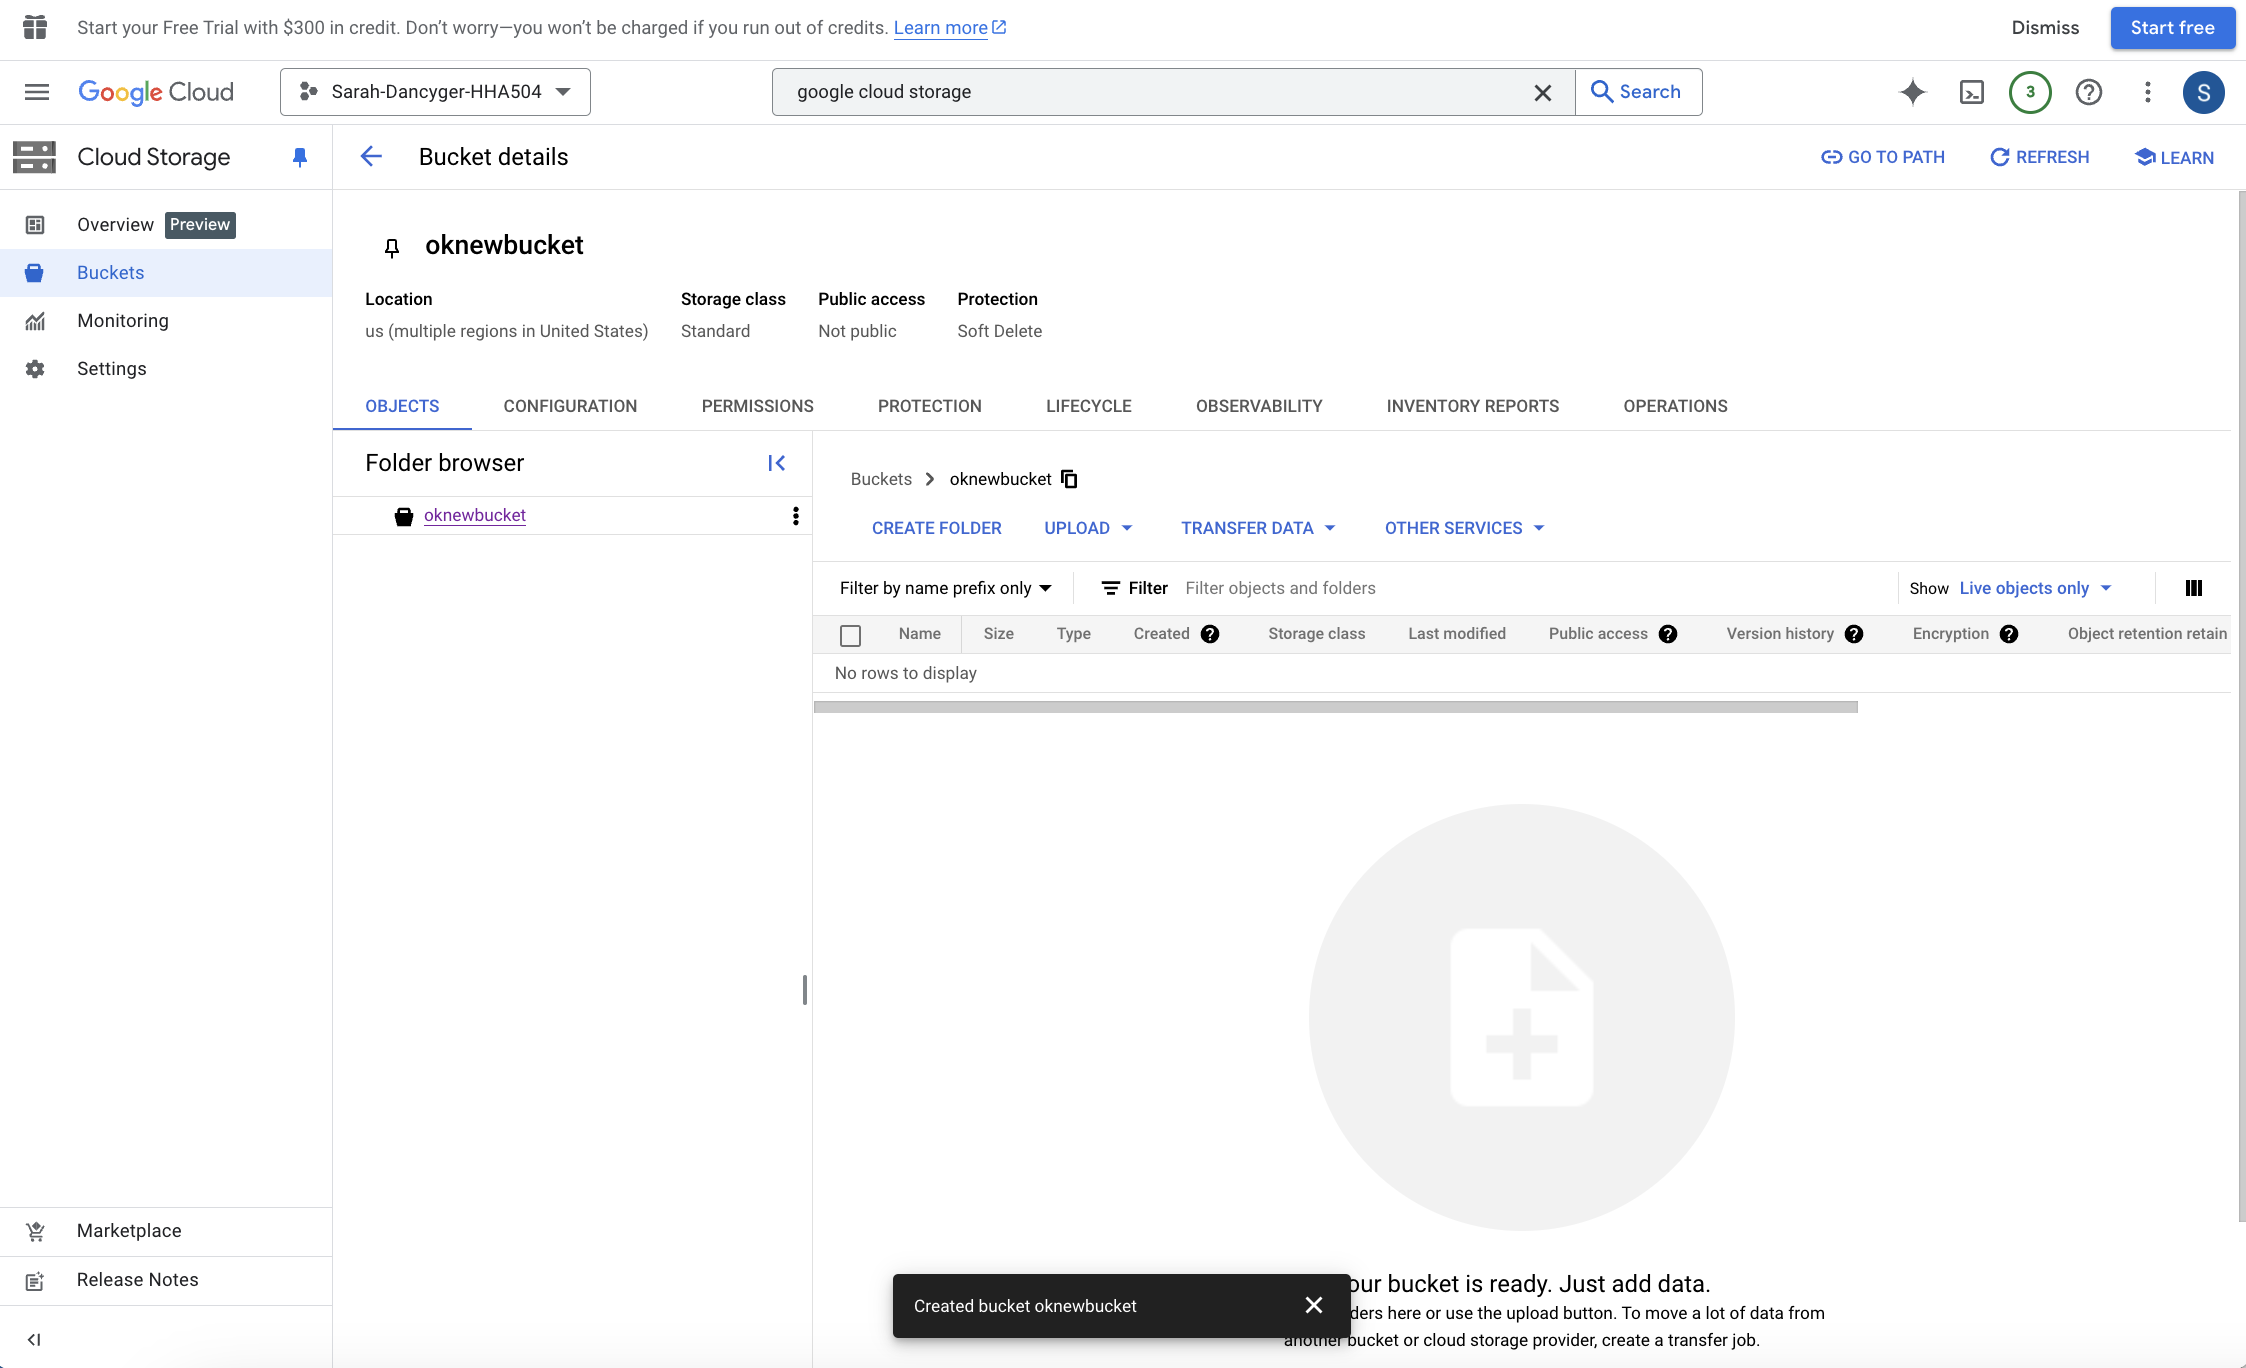 Start your Free Trial with $300 in credit. Don’t worry—you won’t be charged if you run out of credits. Learn more
Dismiss
Start free
Google Cloud
Sarah-Dancyger-HHA504
google cloud storage
Search
3
S
Cloud Storage
Bucket details
GO TO PATH
REFRESH
LEARN
Overview Preview
Buckets
Monitoring
Settings
Marketplace
Release Notes
oknewbucket
Location
us (multiple regions in United States)
Storage class
Standard
Public access
Not public
Protection
Soft Delete
OBJECTS
CONFIGURATION
PERMISSIONS
PROTECTION
LIFECYCLE
OBSERVABILITY
INVENTORY REPORTS
OPERATIONS
Folder browser
oknewbucket
Buckets > oknewbucket
CREATE FOLDER
UPLOAD
TRANSFER DATA
OTHER SERVICES
Filter by name prefix only
Filter
Filter objects and folders
Show Live objects only
Name
Size
Type
Created
Storage class
Last modified
Public access
Version history
Encryption
Object retention retain
No rows to display
our bucket is ready. Just add data.
ders here or use the upload button. To move a lot of data from
another bucket or cloud storage provider, create a transfer job.
Created bucket oknewbucket